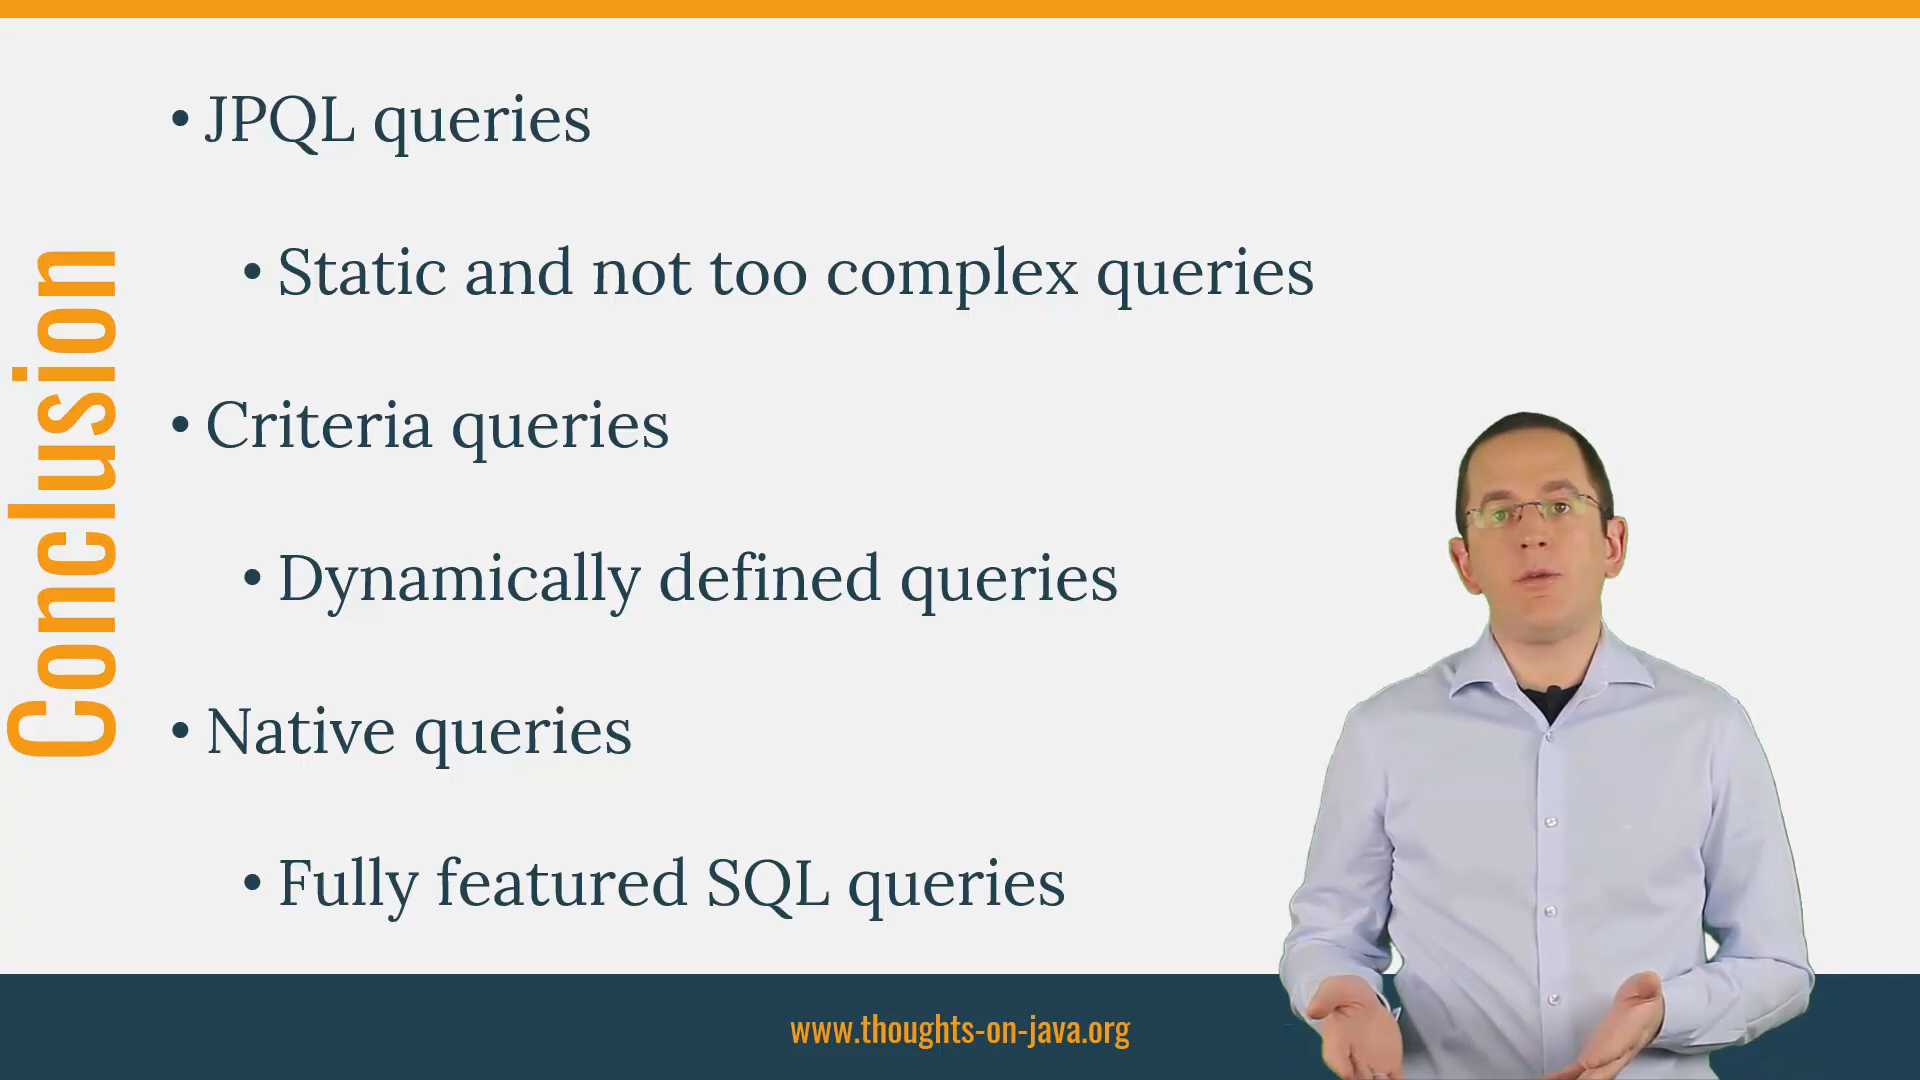 Conclusion
• JPQL queries
• Static and not too complex queries
• Criteria queries
• Dynamically defined queries
• Native queries
• Fully featured SQL queries
www.thoughts-on-java.org